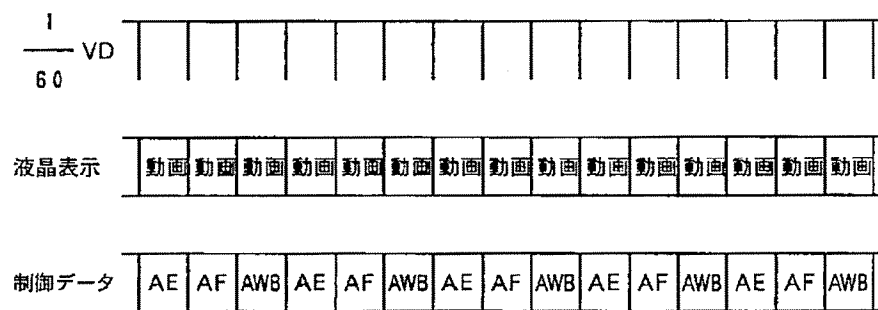 1
60
VD
液晶表示 動画 動画 動画 動画 動画 動画 動画 動画 動画 動画 動画 動画 動画 動画 動画
制御データ AE AF AWB AE AF AWB AE AF AWB AE AF AWB AE AF AWB